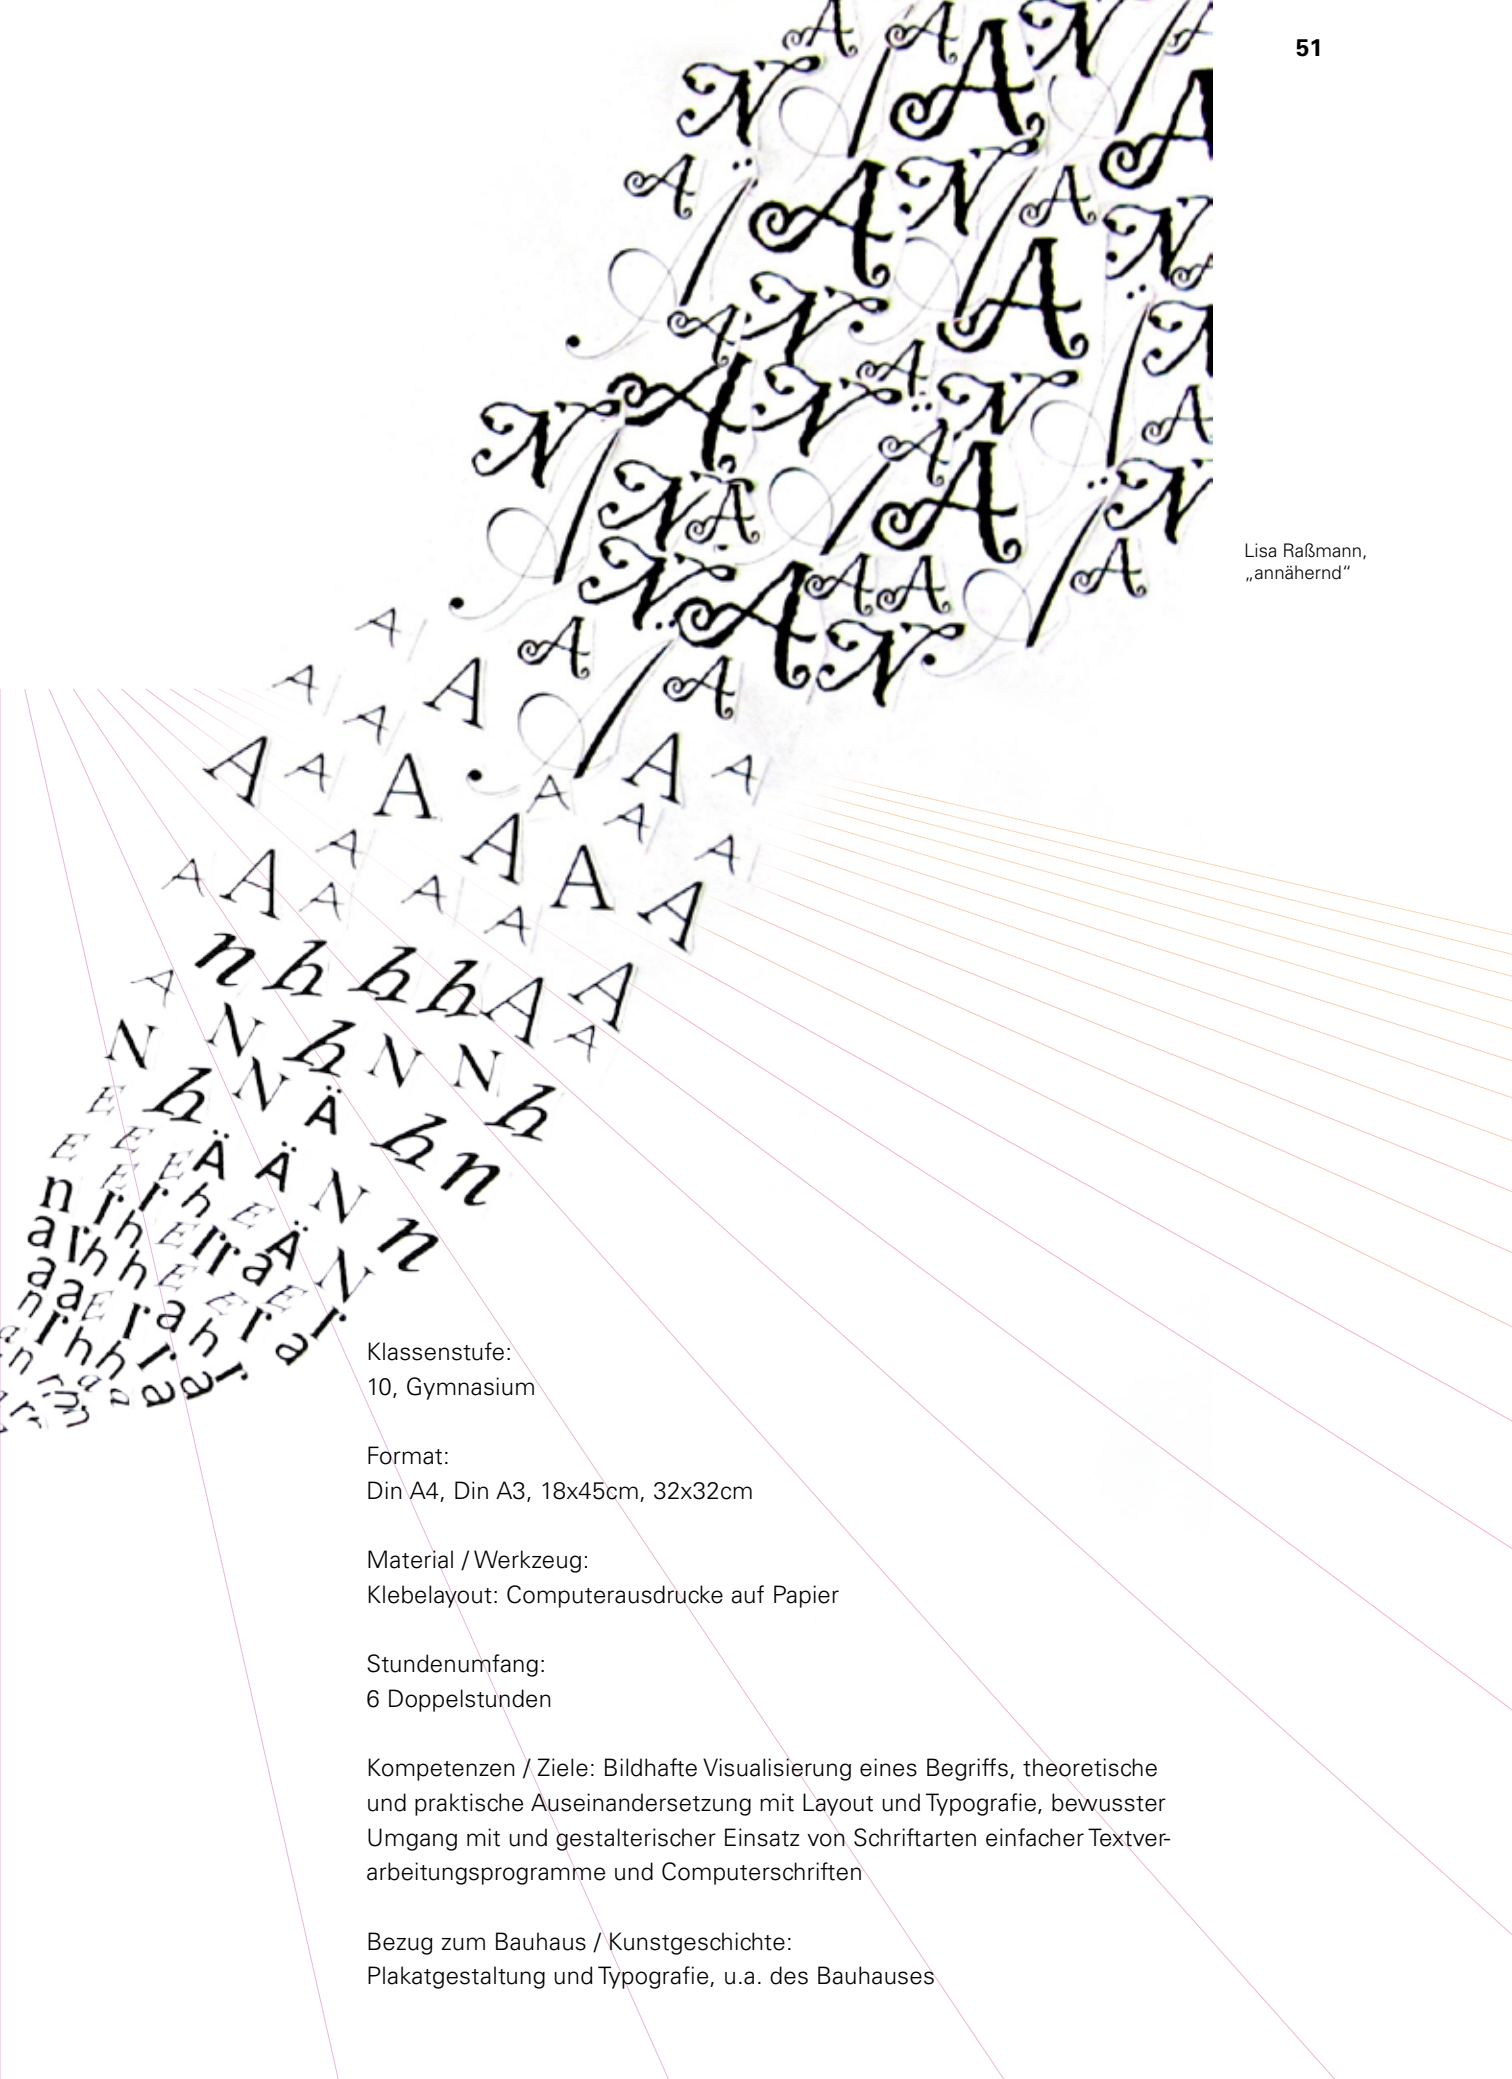 51
Lisa Raßmann,
„annähernd“
Klassenstufe:
10, Gymnasium
Format:
Din A4, Din A3, 18x45cm, 32x32cm
Material / Werkzeug:
Klebelayout: Computerausdrucke auf Papier
Stundenumfang:
6 Doppelstunden
Kompetenzen / Ziele: Bildhafte Visualisierung eines Begriffs, theoretische
und praktische Auseinandersetzung mit Layout und Typografie, bewusster
Umgang mit und gestalterischer Einsatz von Schriftarten einfacher Textver-
arbeitungsprogramme und Computerschriften
Bezug zum Bauhaus / Kunstgeschichte:
Plakatgestaltung und Typografie, u.a. des Bauhauses